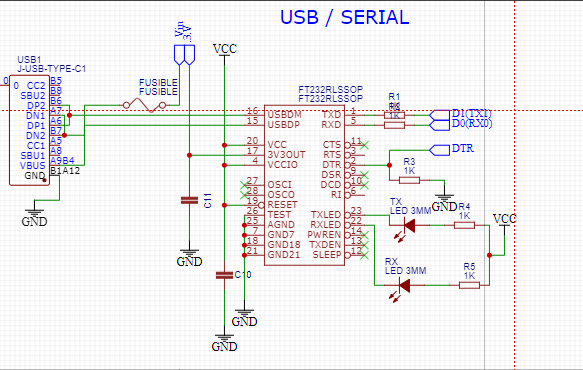 USB / SERIAL
Vin
3.V
VCC
USB1
J-USB-TYPE-C1
0
0
CC2
SBU2
DP2
DN1
DP1
DN2
CC1
SBU1
VBUS
GND
B5
B8
B6
A7
A6
B7
A5
A8
A9B4
B1A12
GND
FUSIBLE
FUSIBLE
C11
GND
C10
GND
GND
FT232RLSSOP
FT232RLSSOP
16 USBDM TXD 1
15 USBDP RXD 5
20 VCC CTS 11
17 3V3OUT RTS 3
4 VCCIO DTR 2
DSR 9
27 OSCI DCD 10
28 OSCO RI 6
19 RESET
26 TEST TXLED 23
25 AGND RXLED 22
7 GND7 PWREN 14
18 GND18 TXDEN 13
21 GND21 SLEEP 12
R1
1K
D1(TX1)
D0(RX0)
DTR
R3
1K
GND
TX
LED 3MM
R4
1K
VCC
RX
LED 3MM
R5
1K